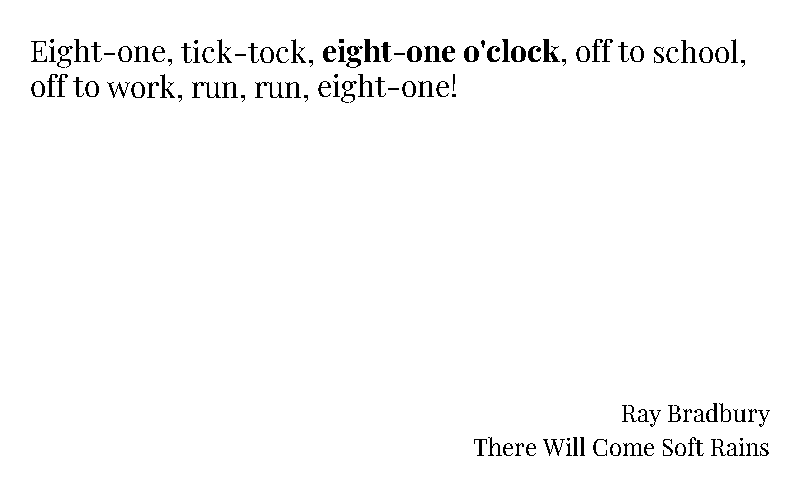 Eight-one, tick-tock, eight-one o'clock, off to school,
off to work, run, run, eight-one!
Ray Bradbury
There Will Come Soft Rains